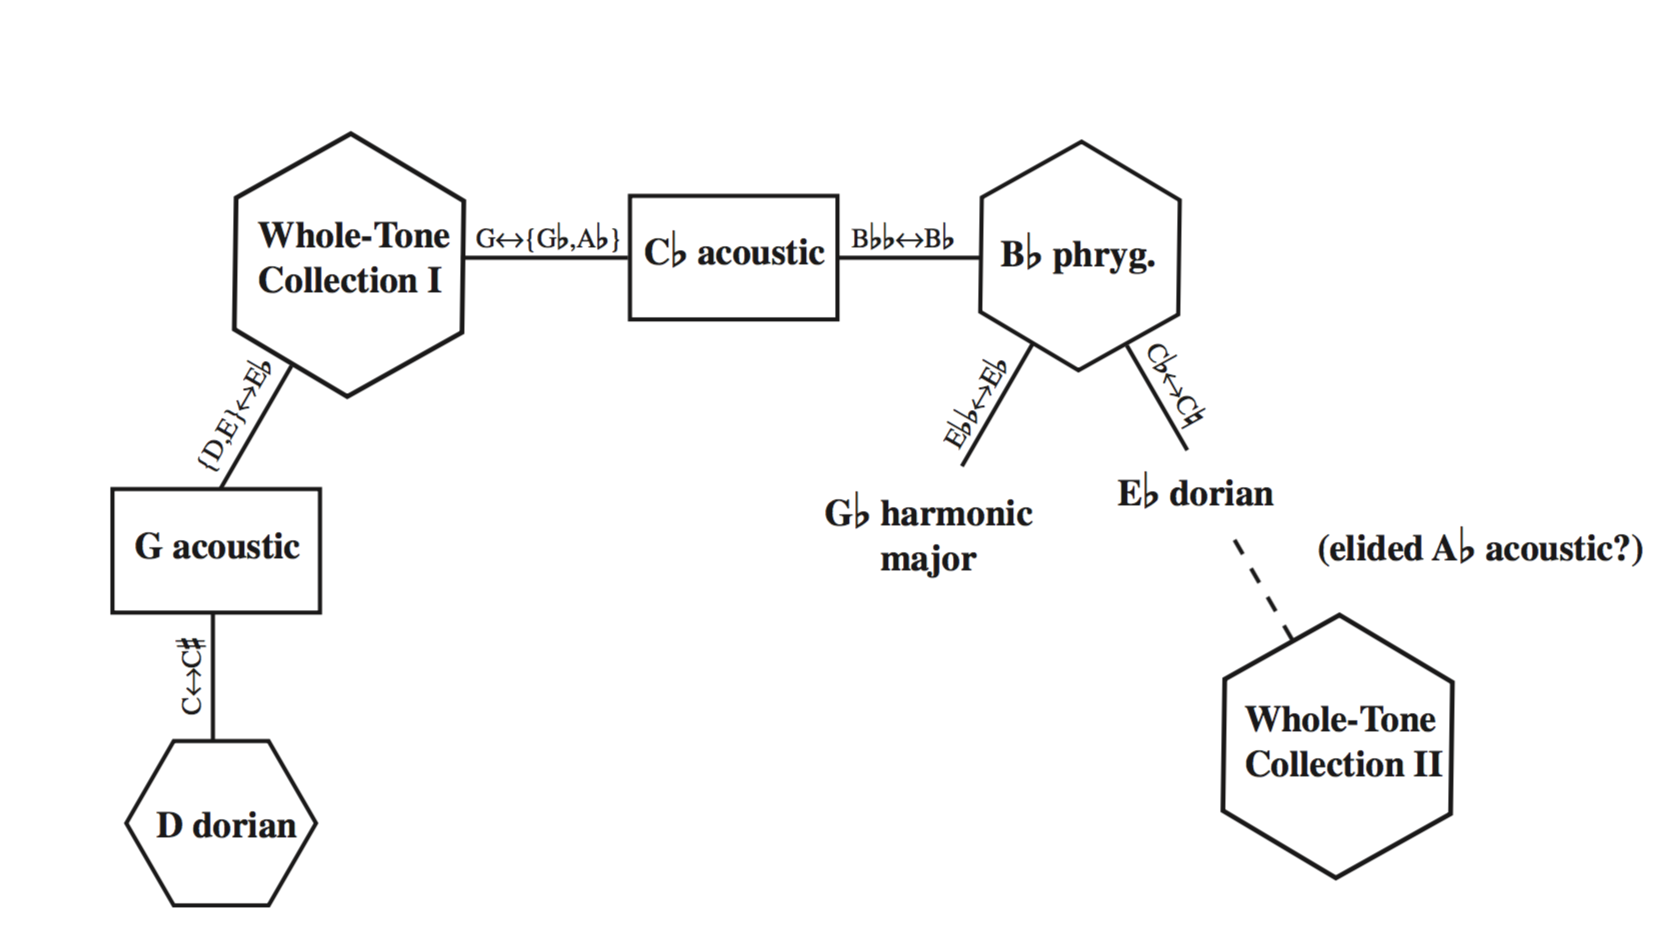 Whole-Tone
Collection I
G↔{G♭,A♭}
C♭ acoustic
B♭♭↔B♭
B♭ phryg.
{D,E}↔E♭
E♭♭↔E♭
C♭↔C♮
G acoustic
G♭ harmonic
major
E♭ dorian
(elided A♭ acoustic?)
C↔C♯
D dorian
Whole-Tone
Collection II